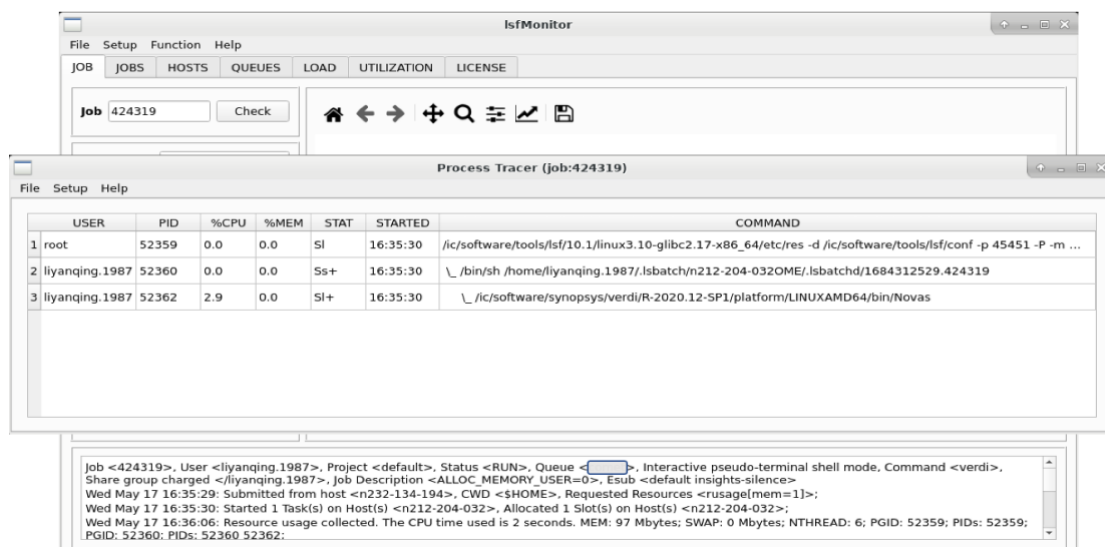 lsfMonitor
File Setup Function Help
JOB JOBS HOSTS QUEUES LOAD UTILIZATION LICENSE
Job 424319 Check
Process Tracer (job:424319)
File Setup Help
USER PID %CPU %MEM STAT STARTED COMMAND
1 root 52359 0.0 0.0 Sl 16:35:30 /ic/software/tools/lsf/10.1/linux3.10-glibc2.17-x86_64/etc/res -d /ic/software/tools/lsf/conf -p 45451 -P -m ...
2 liyanqing.1987 52360 0.0 0.0 Ss+ 16:35:30 \_ /bin/sh /home/liyanqing.1987/.lsbatch/n212-204-032OME/.lsbatchd/1684312529.424319
3 liyanqing.1987 52362 2.9 0.0 Sl+ 16:35:30 \_ /ic/software/synopsys/verdi/R-2020.12-SP1/platform/LINUXAMD64/bin/Novas
Job <424319>, User <liyanqing.1987>, Project <default>, Status <RUN>, Queue < >, Interactive pseudo-terminal shell mode, Command <verdi>,
Share group charged </liyanqing.1987>, Job Description <ALLOC_MEMORY_USER=0>, Esub <default insights-silence>
Wed May 17 16:35:29: Submitted from host <n232-134-194>, CWD <$HOME>, Requested Resources <rusage[mem=1]>;
Wed May 17 16:35:30: Started 1 Task(s) on Host(s) <n212-204-032>, Allocated 1 Slot(s) on Host(s) <n212-204-032>;
Wed May 17 16:36:06: Resource usage collected. The CPU time used is 2 seconds. MEM: 97 Mbytes; SWAP: 0 Mbytes; NTHREAD: 6; PGID: 52359; PIDs: 52359;
PGID: 52360; PIDs: 52360 52362;